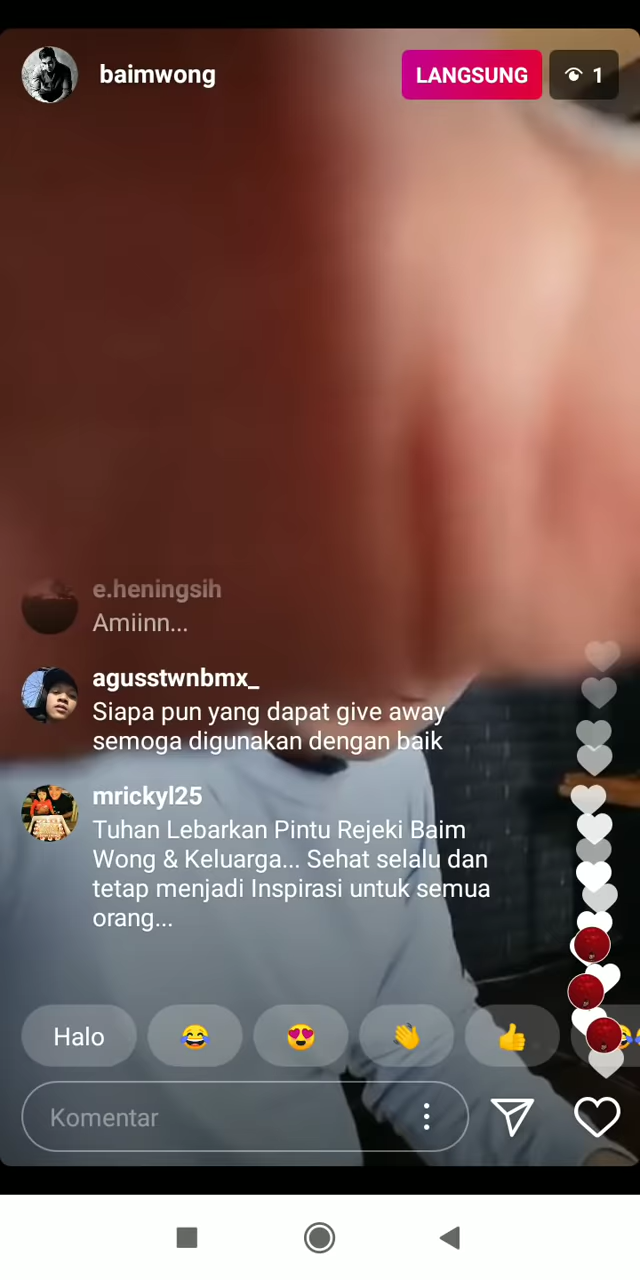 baimwong
LANGSUNG
1
e.heningsih
Amiinn...
agusstwnbmx_
Siapa pun yang dapat give away
semoga digunakan dengan baik
mrickyl25
Tuhan Lebarkan Pintu Rejeki Baim
Wong & Keluarga... Sehat selalu dan
tetap menjadi Inspirasi untuk semua
orang...
Halo
Komentar